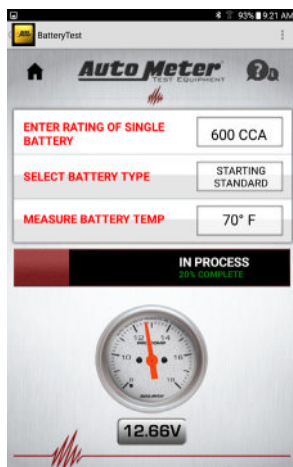 93% 9:21 AM
BatteryTest
Auto Meter
TEST EQUIPMENT
ENTER RATING OF SINGLE
BATTERY
600 CCA
SELECT BATTERY TYPE
STARTING
STANDARD
MEASURE BATTERY TEMP
70° F
IN PROCESS
20% COMPLETE
12 14
10 16
8 18
12.66V